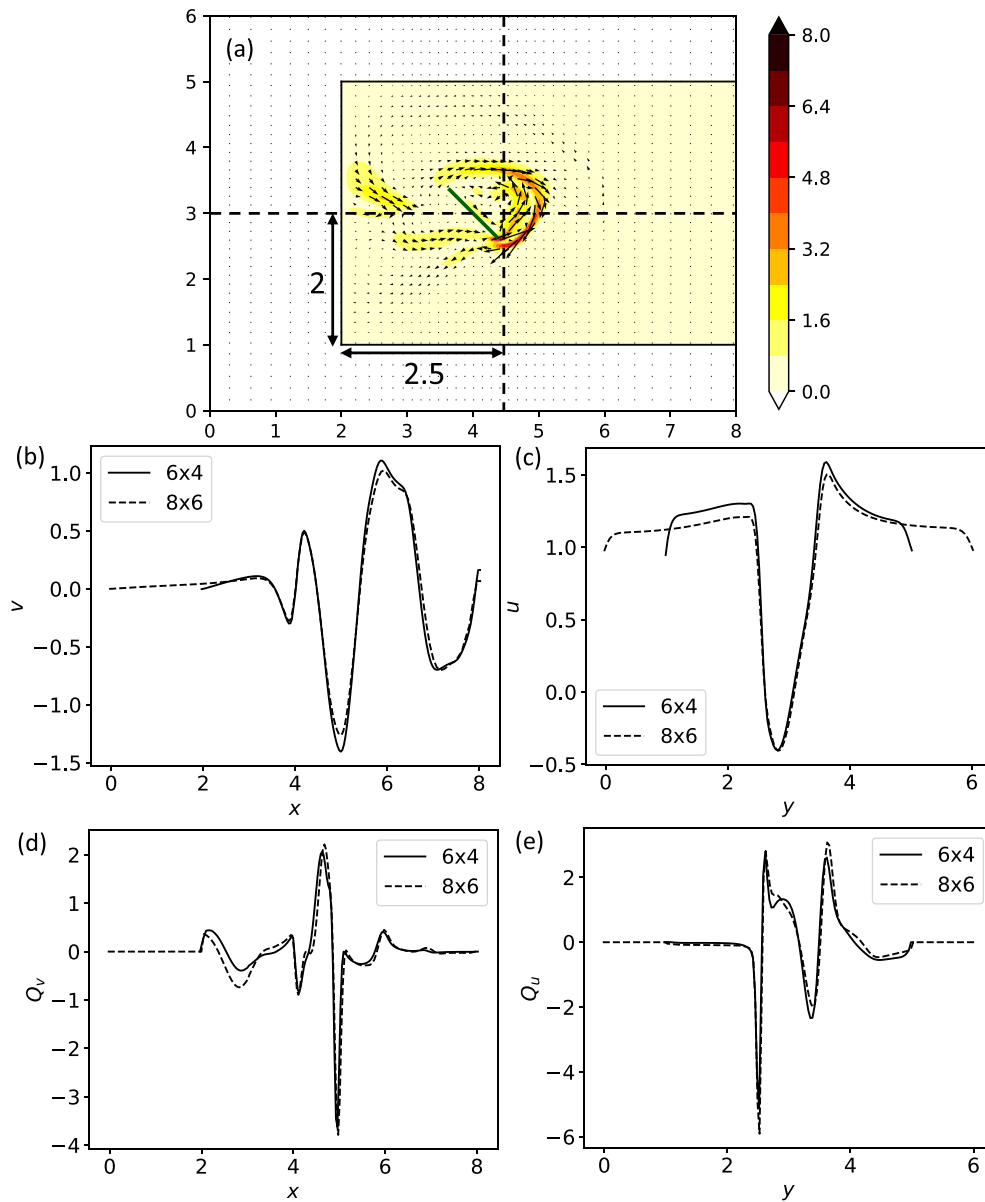 (a)
6
5
4
3
2
1
0
0 1 2 3 4 5 6 7 8
2
2.5
8.0
6.4
4.8
3.2
1.6
0.0
(b)
6x4
8x6
1.0
0.5
0.0
−0.5
−1.0
−1.5
v
0 2 4 6 8
x
(c)
6x4
8x6
1.5
1.0
0.5
0.0
−0.5
u
0 2 4 6
y
(d)
6x4
8x6
2
1
0
−1
−2
−3
−4
Qv
0 2 4 6 8
x
(e)
6x4
8x6
2
0
−2
−4
−6
Qu
0 2 4 6
y